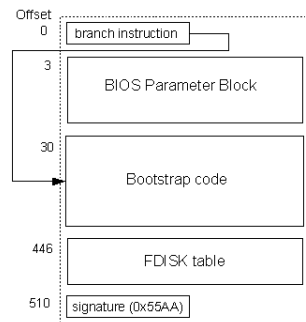 Offset
0 branch instruction
3 BIOS Parameter Block
30 Bootstrap code
446 FDISK table
510 signature (0x55AA)